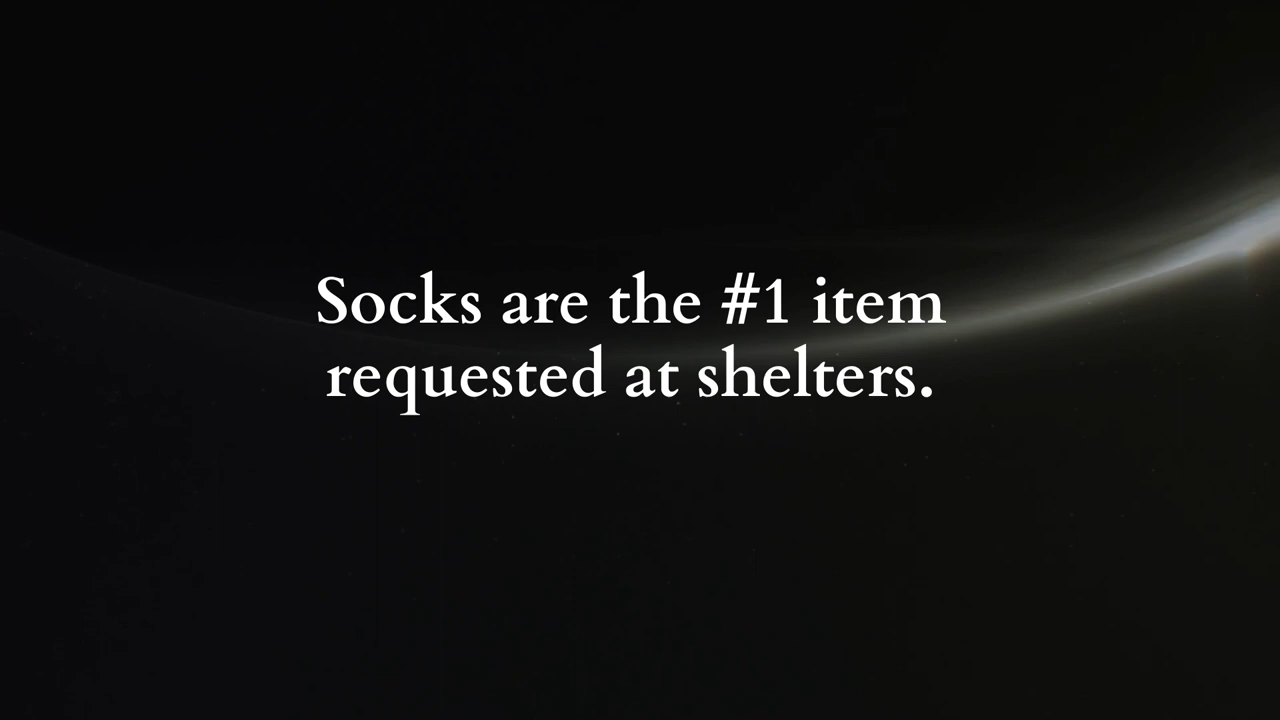 Socks are the #1 item
requested at shelters.